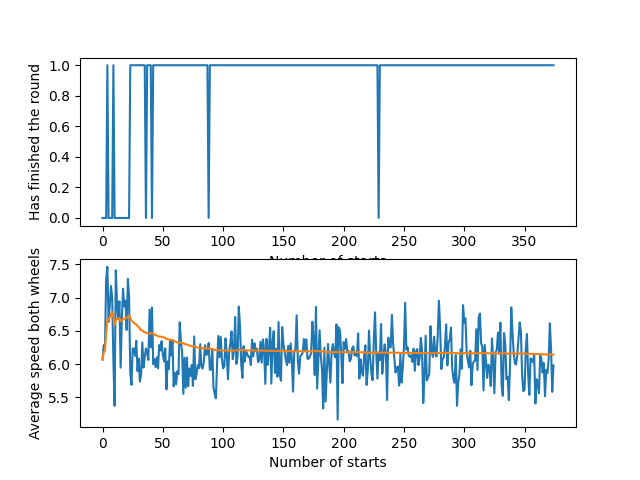 Has finished the round
1.0
0.8
0.6
0.4
0.2
0.0
0 50 100 150 200 250 300 350
Number of starts
Average speed both wheels
7.5
7.0
6.5
6.0
5.5
0 50 100 150 200 250 300 350
Number of starts